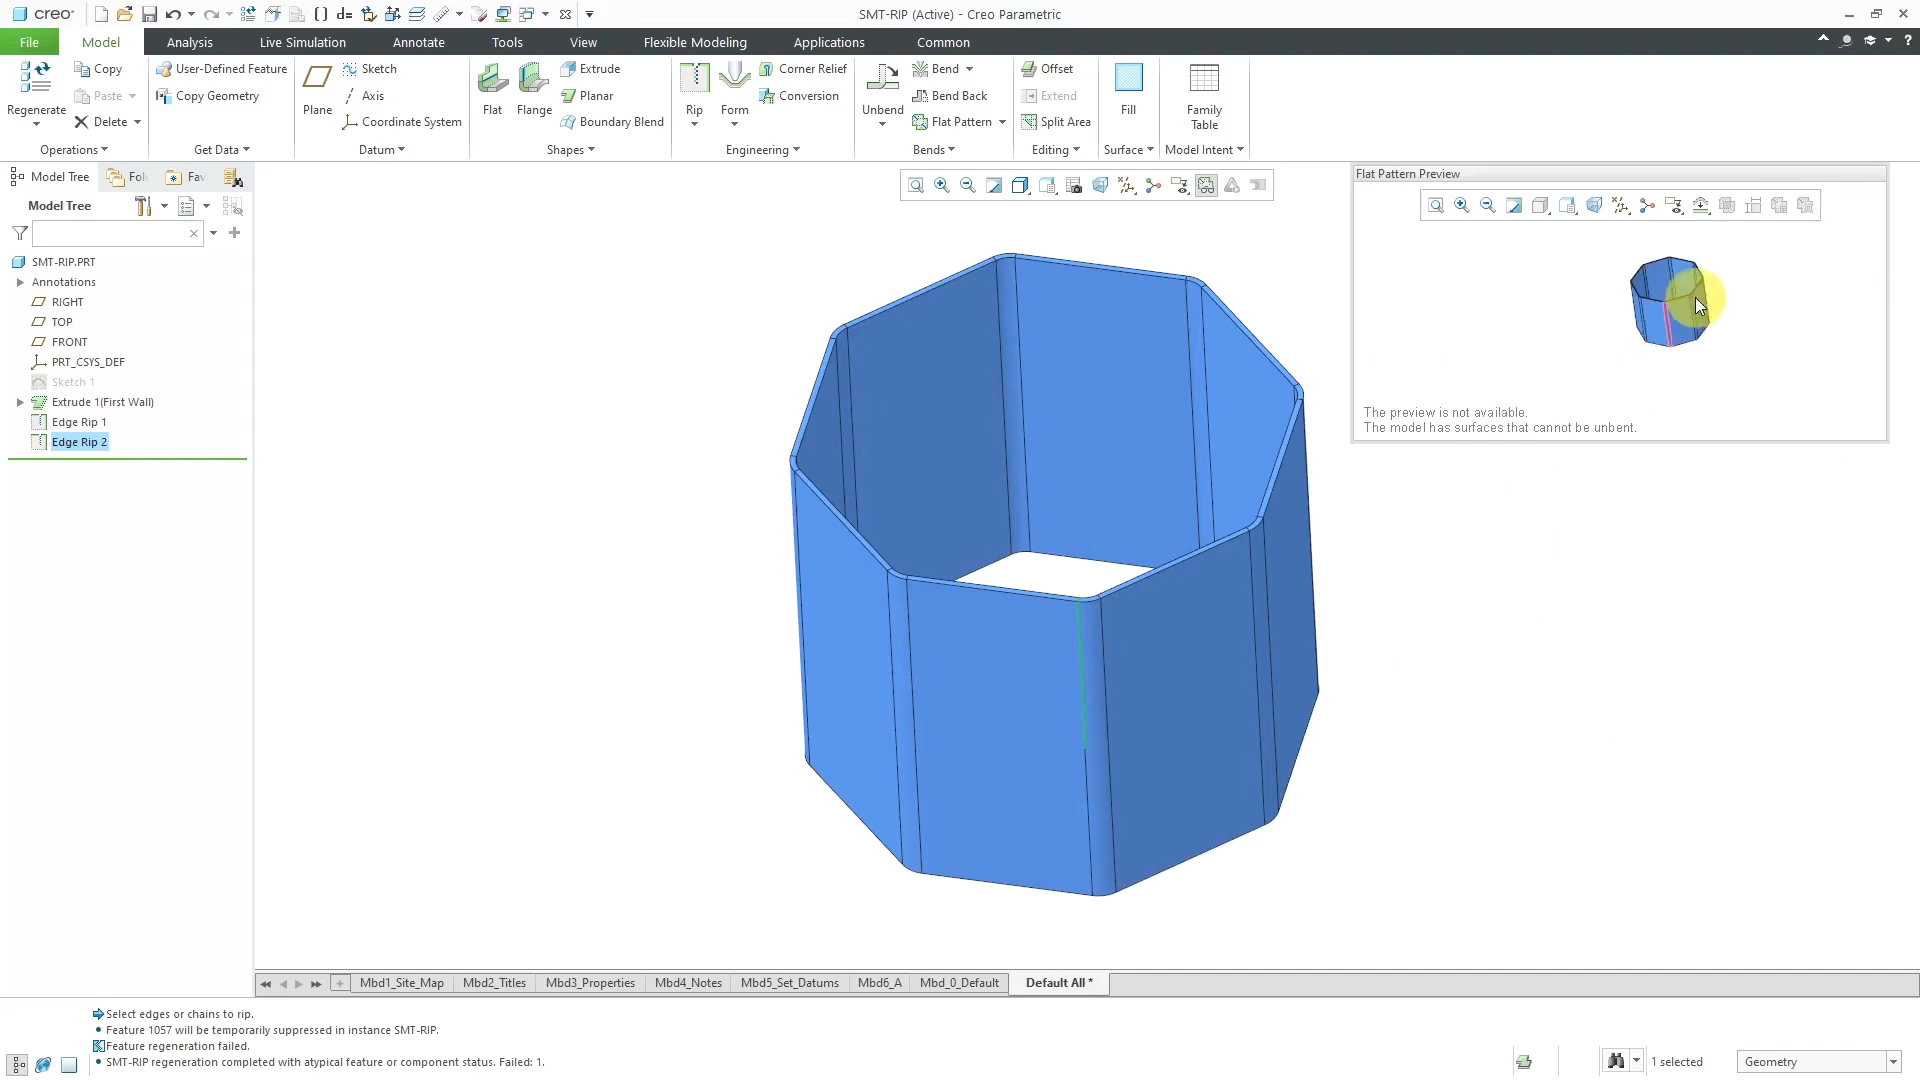 creo
SMT-RIP (Active) - Creo Parametric
File
Model
Analysis
Live Simulation
Annotate
Tools
View
Flexible Modeling
Applications
Common
Regenerate
Copy
Paste
Delete
Operations
User-Defined Feature
Copy Geometry
Get Data
Plane
Sketch
Axis
Coordinate System
Datum
Flat
Flange
Extrude
Planar
Boundary Blend
Shapes
Rip
Form
Corner Relief
Conversion
Engineering
Unbend
Bend
Bend Back
Flat Pattern
Bends
Offset
Extend
Split Area
Editing
Fill
Surface
Family
Table
Model Intent
Model Tree
Fol
Fav
Model Tree
SMT-RIP.PRT
Annotations
RIGHT
TOP
FRONT
PRT_CSYS_DEF
Sketch 1
Extrude 1(First Wall)
Edge Rip 1
Edge Rip 2
Flat Pattern Preview
The preview is not available.
The model has surfaces that cannot be unbent.
Mbd1_Site_Map
Mbd2_Titles
Mbd3_Properties
Mbd4_Notes
Mbd5_Set_Datums
Mbd6_A
Mbd_0_Default
Default All *
Select edges or chains to rip.
• Feature 1057 will be temporarily suppressed in instance SMT-RIP.
Feature regeneration failed.
• SMT-RIP regeneration completed with atypical feature or component status. Failed: 1.
1 selected
Geometry